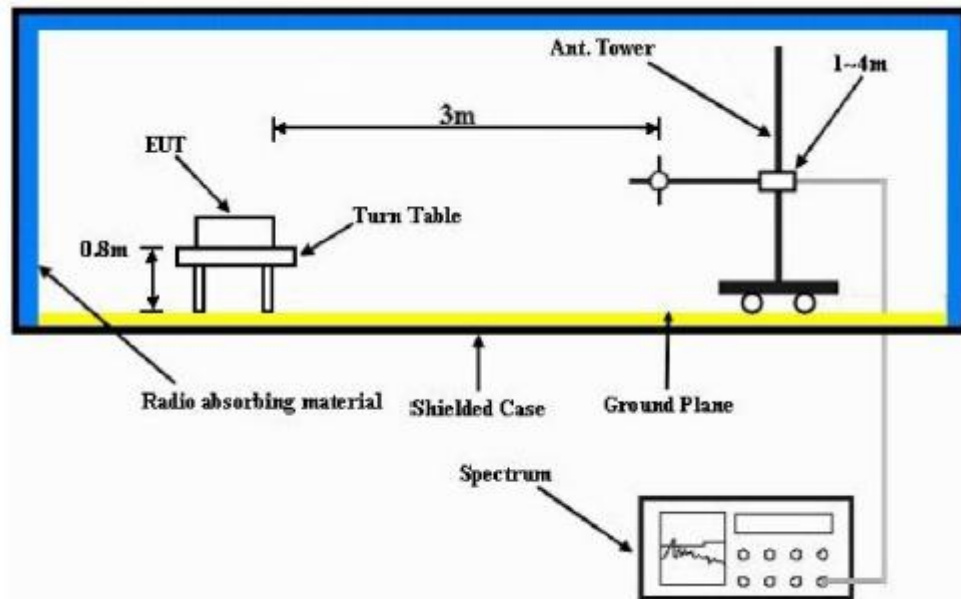 Ant. Tower
1~4m
3m
EUT
Turn Table
0.8m
Radio absorbing material
Shielded Case
Ground Plane
Spectrum